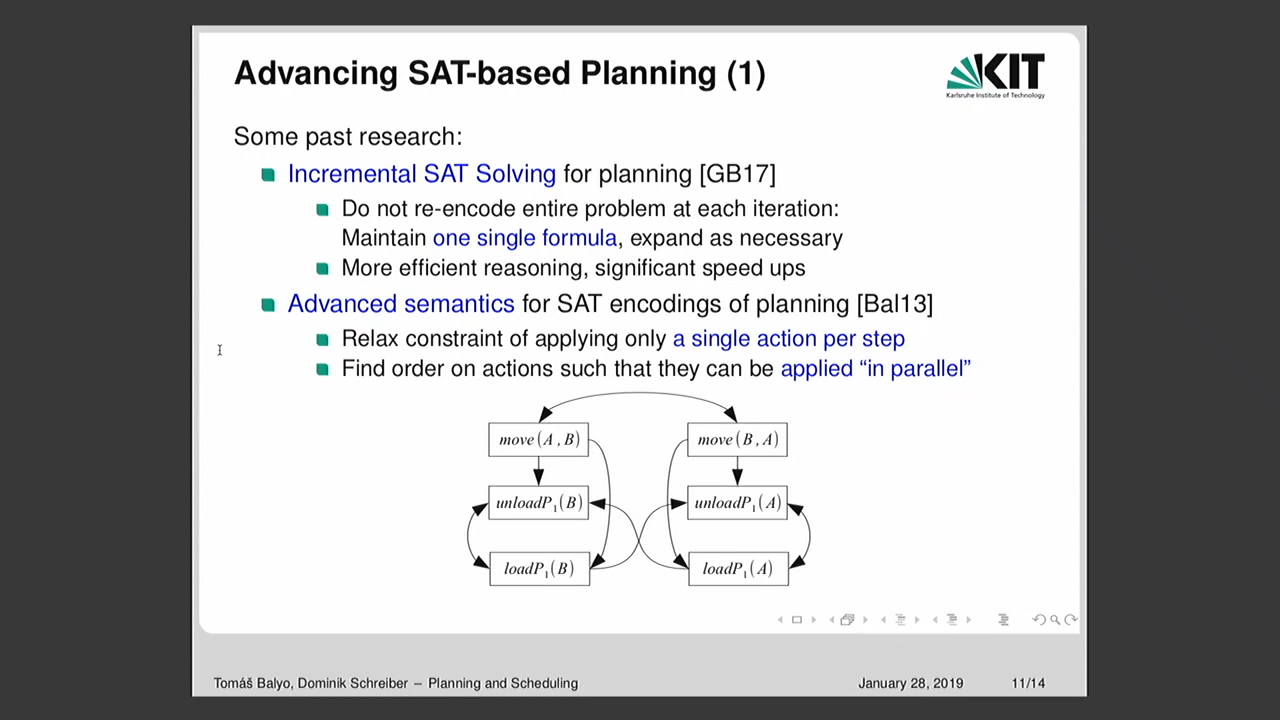 Advancing SAT-based Planning (1)
KIT
Karlsruhe Institute of Technology
Some past research:
Incremental SAT Solving for planning [GB17]
Do not re-encode entire problem at each iteration:
Maintain one single formula, expand as necessary
More efficient reasoning, significant speed ups
Advanced semantics for SAT encodings of planning [Bal13]
Relax constraint of applying only a single action per step
Find order on actions such that they can be applied “in parallel”
move(A,B)
move(B,A)
unloadP₁(B)
unloadP₁(A)
loadP₁(B)
loadP₁(A)
Tomáš Balyo, Dominik Schreiber – Planning and Scheduling
January 28, 2019
11/14